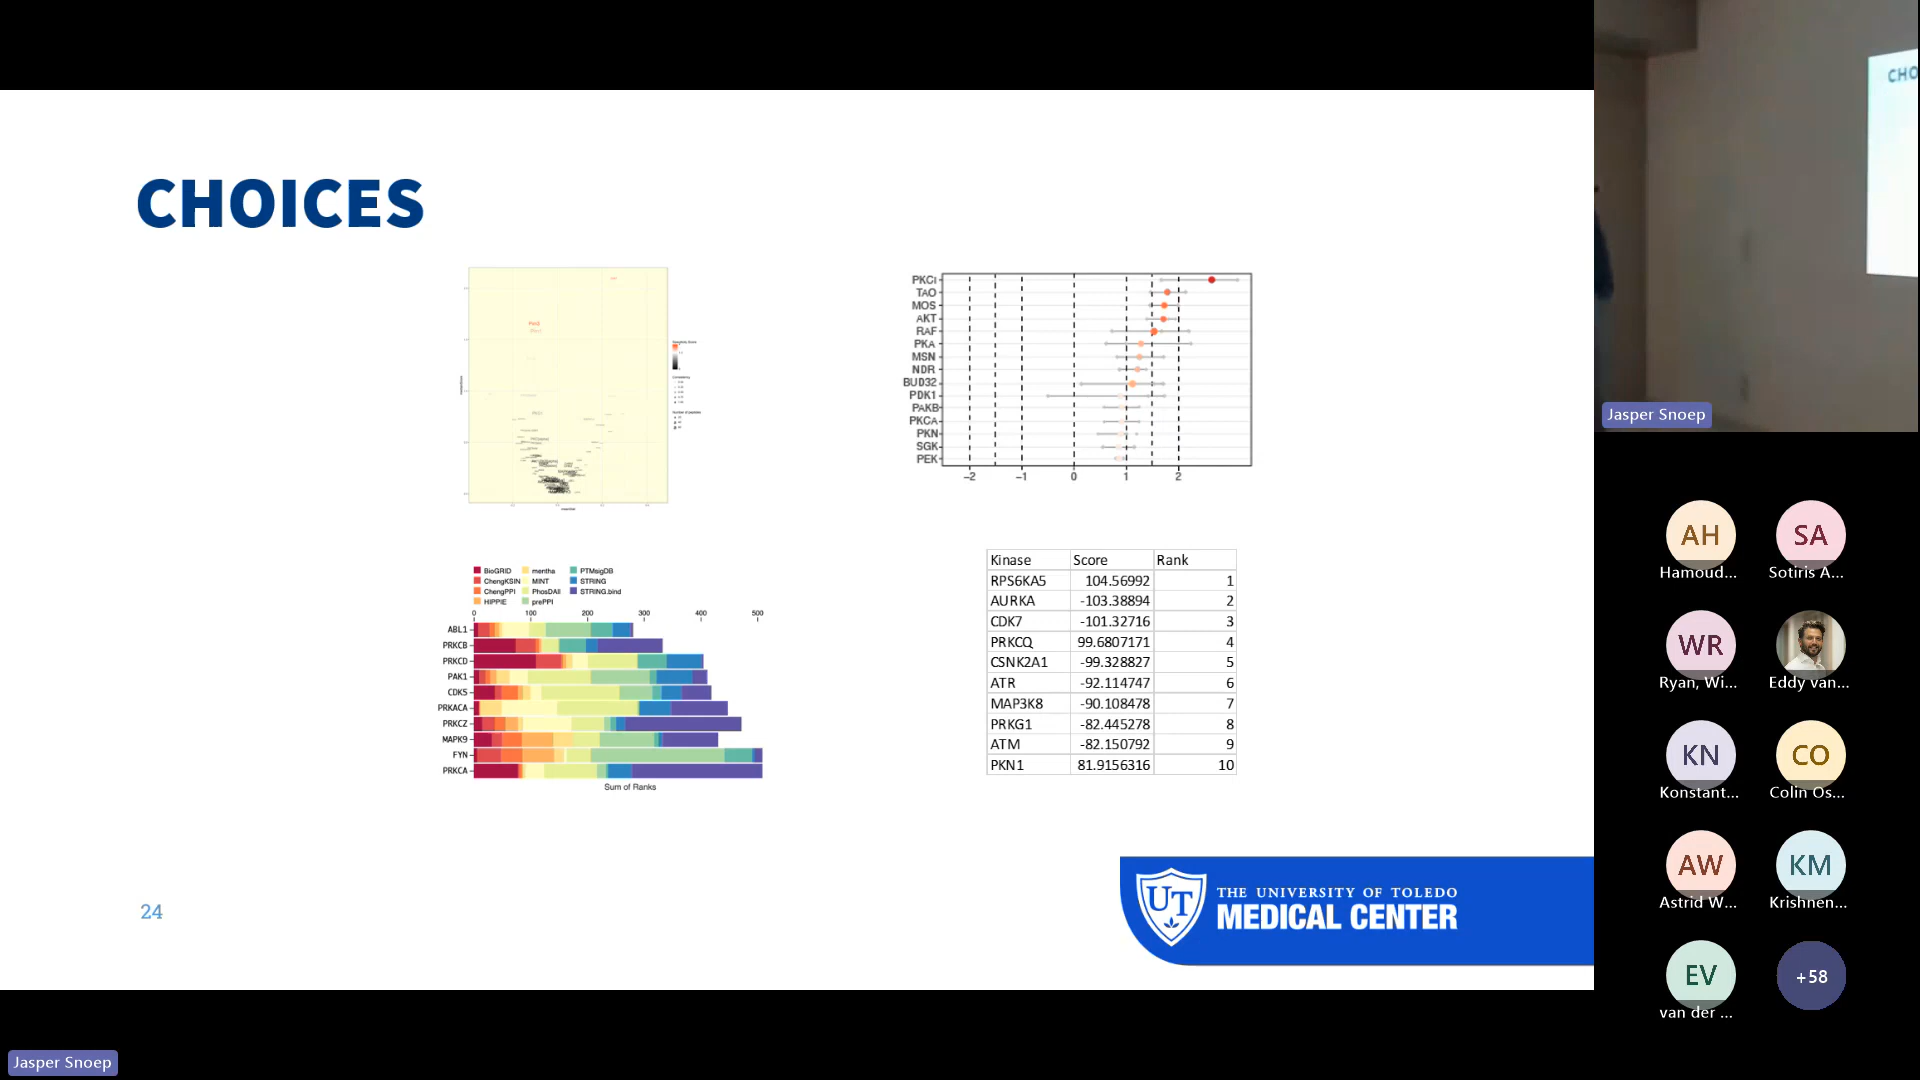 CHOICES
PKCι
TAO
MOS
AKT
RAF
PKA
MSN
NDR
BUD32
PDK1
PAKB
PKCA
PKN
SGK
PEK
-2 -1 0 1 2
BioGRID mentha PTMsigDB
ChengKSIN MINT STRING
ChengPPI PhosDAll STRING.bind
HIPPIE prePPI
0 100 200 300 400 500
ABL1
PRKCB
PRKCD
PAK1
CDK5
PRKACA
PRKCZ
MAPK9
FYN
PRKCA
Sum of Ranks
Kinase Score Rank
RPS6KA5 104.56992 1
AURKA -103.38894 2
CDK7 -101.32716 3
PRKCQ 99.6807171 4
CSNK2A1 -99.328827 5
ATR -92.114747 6
MAP3K8 -90.108478 7
PRKG1 -82.445278 8
ATM -82.150792 9
PKN1 81.9156316 10
24
UT
THE UNIVERSITY OF TOLEDO
MEDICAL CENTER
Jasper Snoep
CHO
Jasper Snoep
AH SA
Hamoud... Sotiris A...
WR
Ryan, Wi... Eddy van...
KN CO
Konstant... Colin Os...
AW KM
Astrid W... Krishnen...
EV +58
van der ...